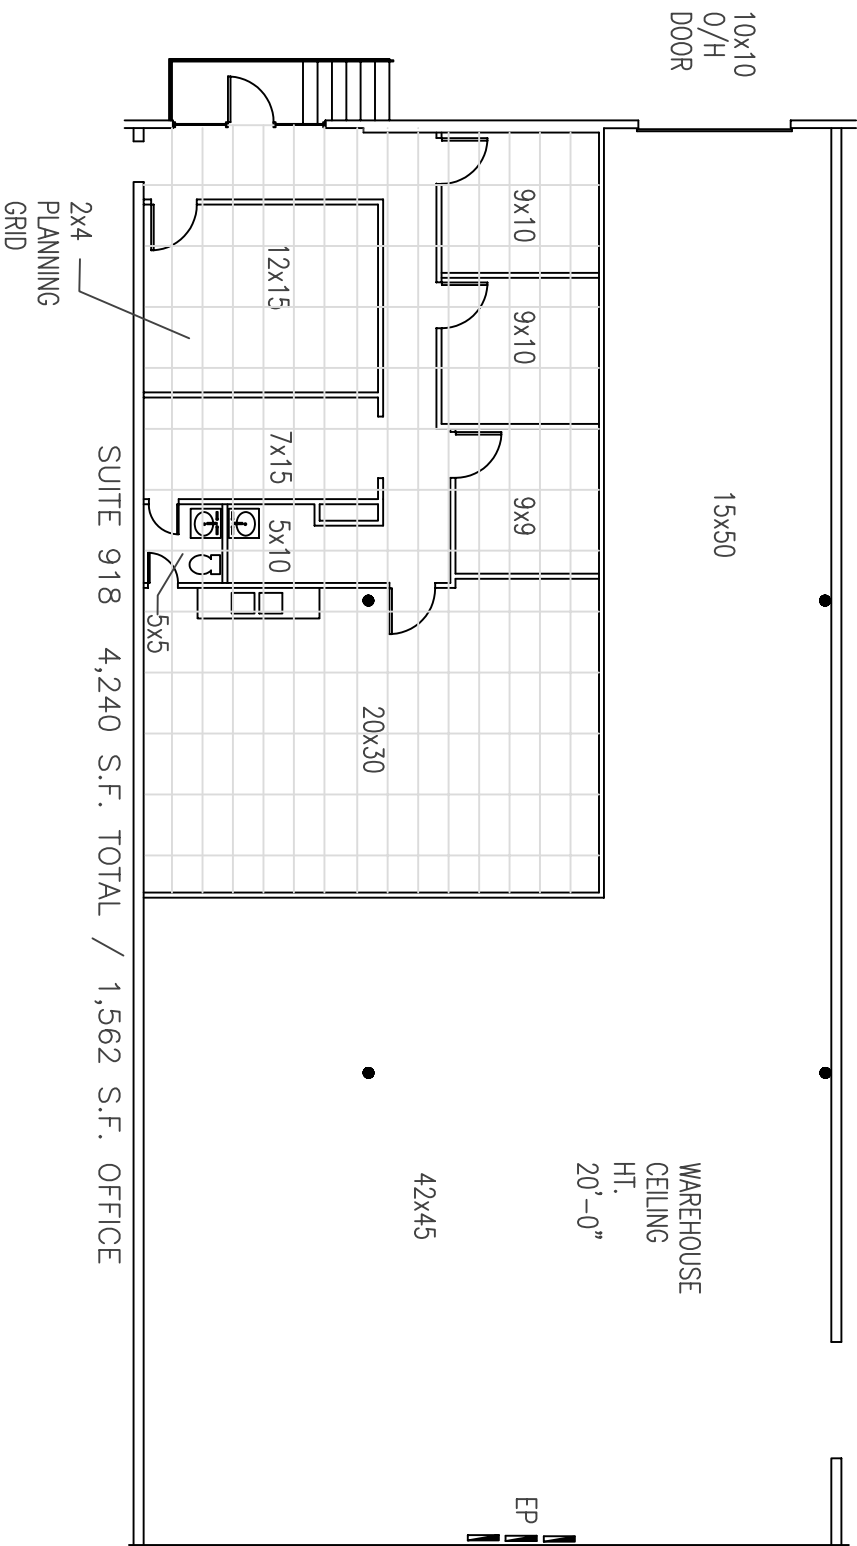 10x10
O/H
DOOR
9x10
12x15
2x4
PLANNING
GRID
9x10
7x15
9x9
15x50
5x10
5x5
20x30
SUITE 918 4,240 S.F. TOTAL / 1,562 S.F. OFFICE
WAREHOUSE
CEILING
HT.
20'-0"
42x45
EP